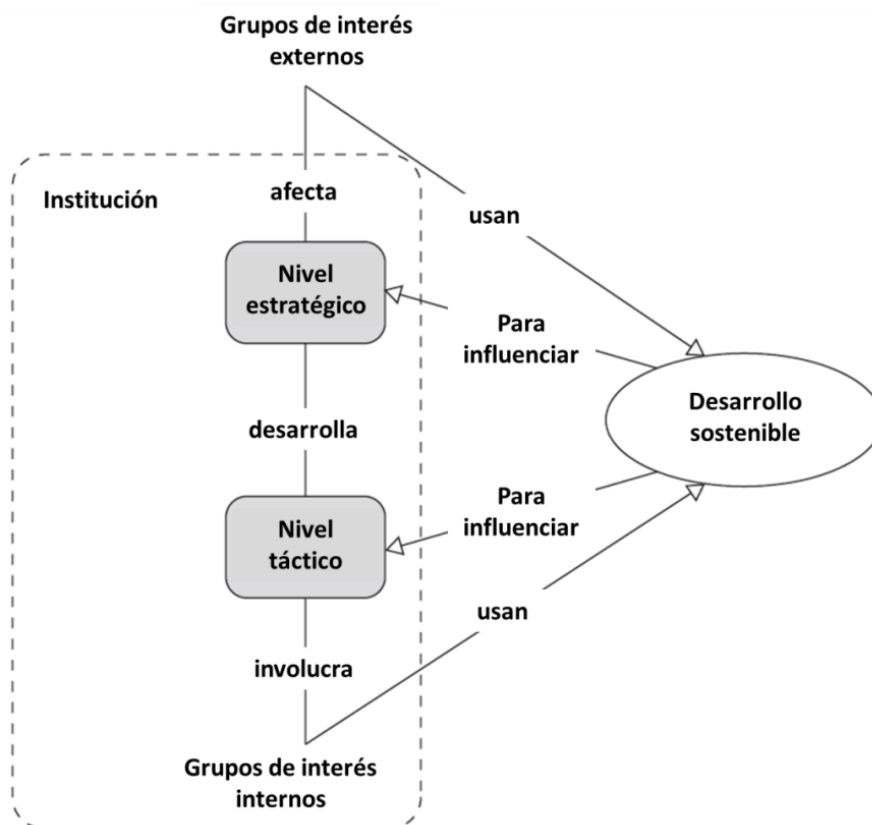 Grupos de interés
externos
Institución
afecta
usan
Nivel
estratégico
Para
influenciar
desarrolla
Desarrollo
sostenible
Nivel
táctico
Para
influenciar
usan
involucra
Grupos de interés
internos